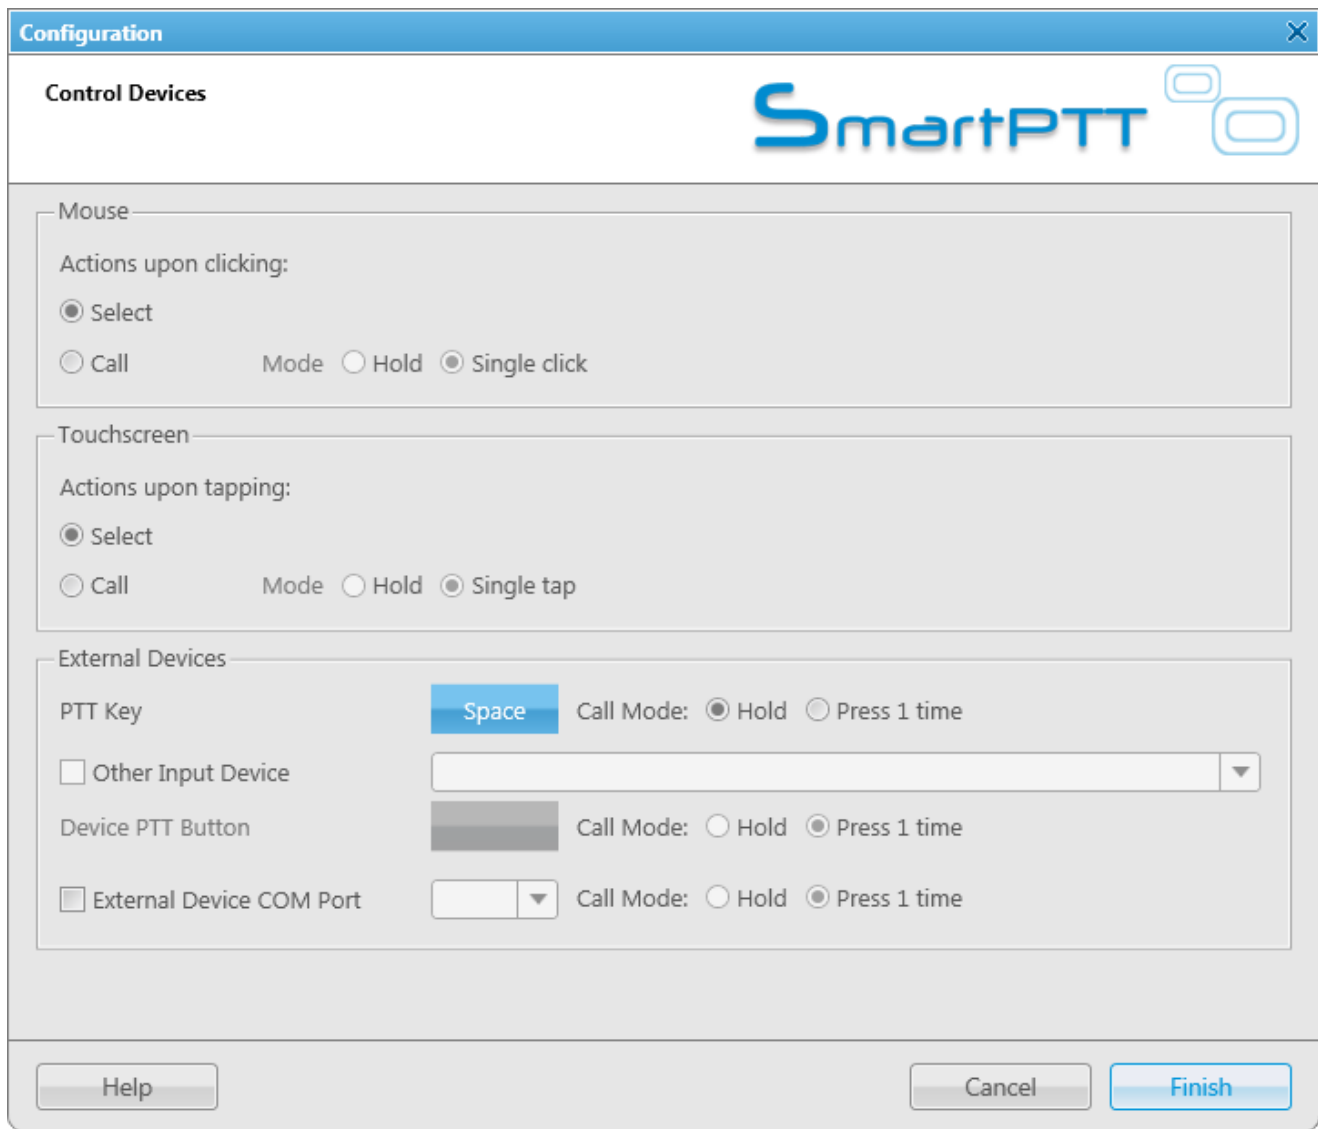 Configuration
Control Devices
SmartPTT
Mouse
Actions upon clicking:
Select
Call Mode Hold Single click
Touchscreen
Actions upon tapping:
Select
Call Mode Hold Single tap
External Devices
PTT Key Space Call Mode: Hold Press 1 time
Other Input Device
Device PTT Button Call Mode: Hold Press 1 time
External Device COM Port Call Mode: Hold Press 1 time
Help Cancel Finish